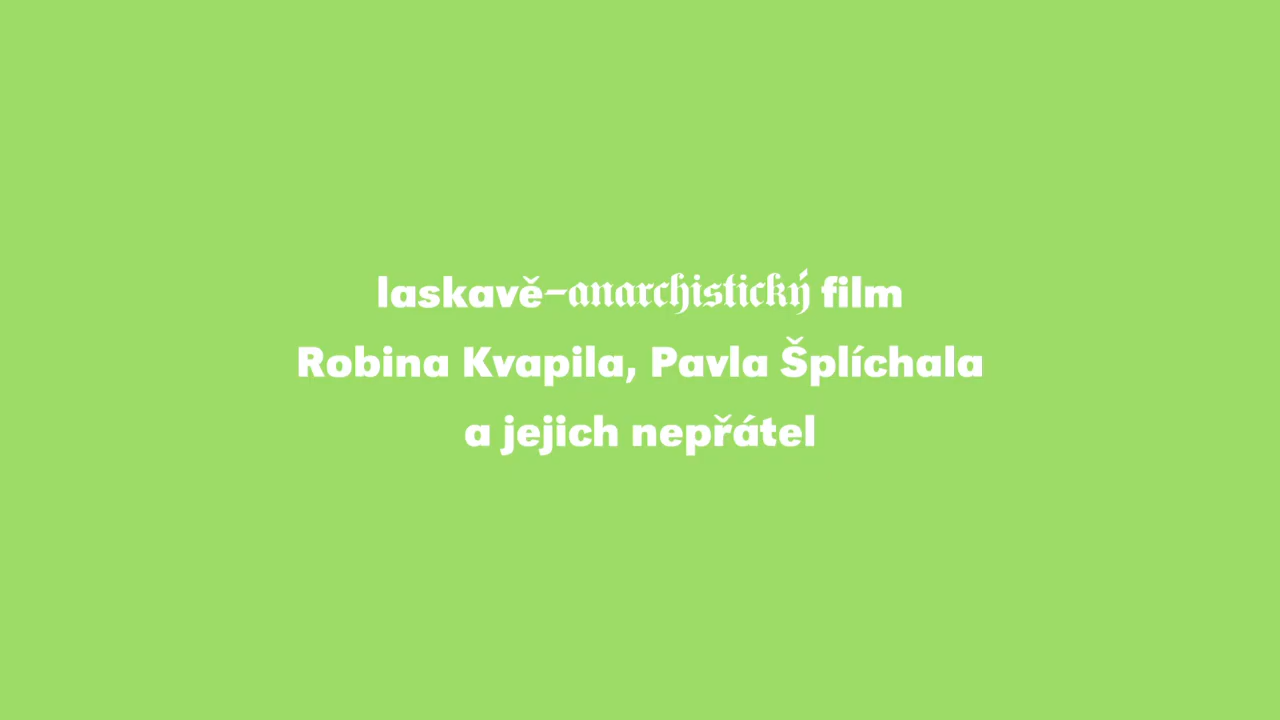 laskavě-anarchistický film
Robina Kvapila, Pavla Šplíchala
a jejich nepřátel